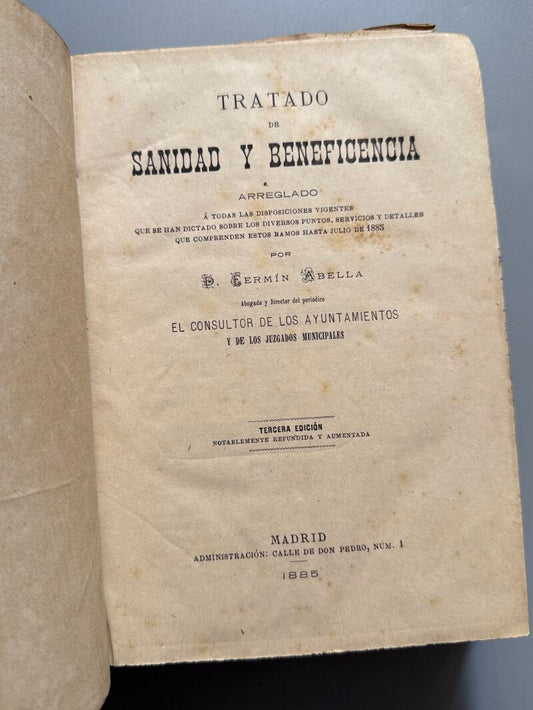 TRATADO
DE
SANIDAD Y BENEFICENCIA
ARREGLADO
Á TODAS LAS DISPOSICIONES VIGENTES
QUE SE HAN DICTADO SOBRE LOS DIVERSOS PUNTOS, SERVICIOS Y DETALLES
QUE COMPRENDEN ESTOS RAMOS HASTA JULIO DE 1885
POR
D. FERMÍN ABELLA
Abogado y Director del periódico
EL CONSULTOR DE LOS AYUNTAMIENTOS
Y DE LOS JUZGADOS MUNICIPALES
TERCERA EDICIÓN
NOTABLEMENTE REFUNDIDA Y AUMENTADA
MADRID
ADMINISTRACIÓN: CALLE DE DON PEDRO, NÚM. 1
1885